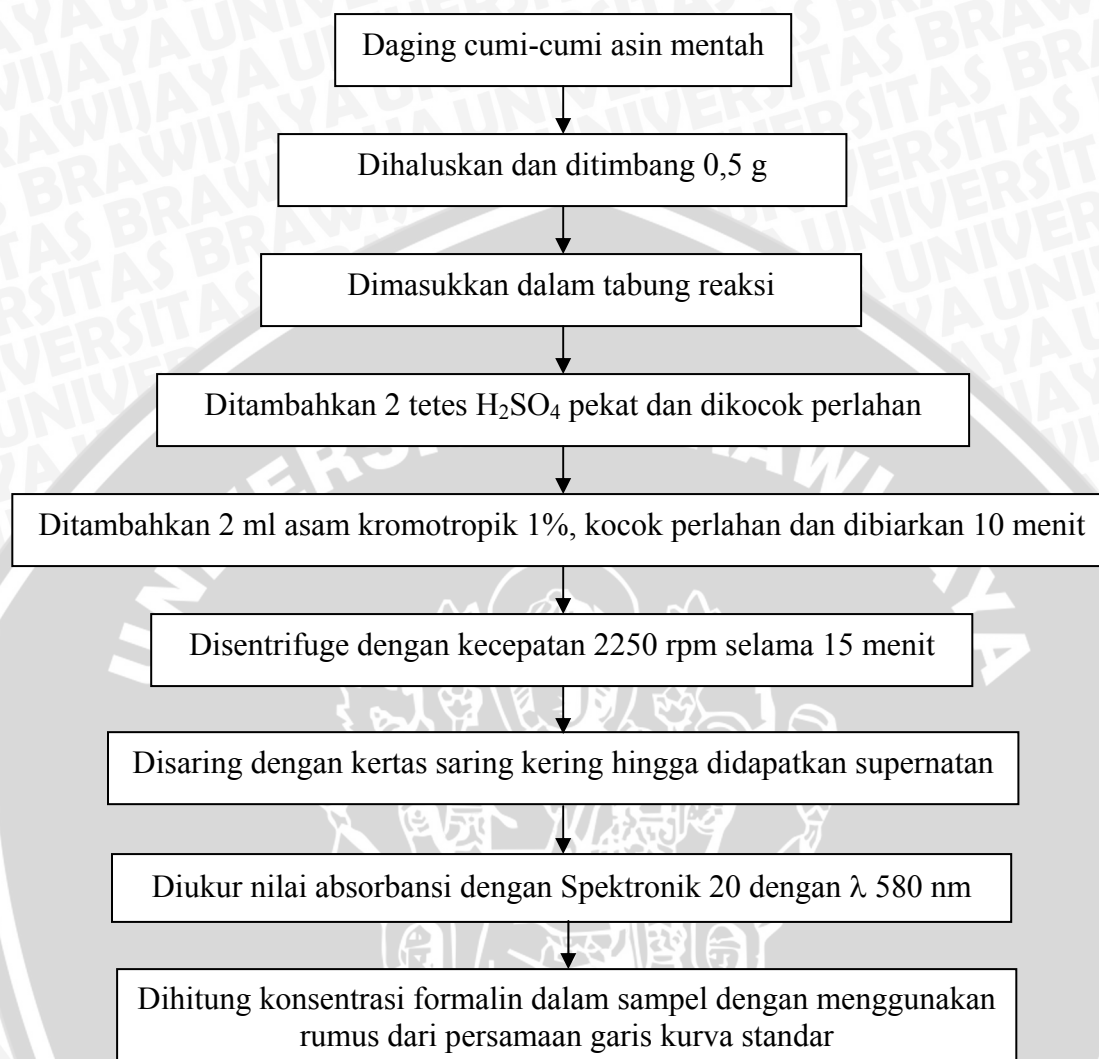 Daging cumi-cumi asin mentah
Dihaluskan dan ditimbang 0,5 g
Dimasukkan dalam tabung reaksi
Ditambahkan 2 tetes H₂SO₄ pekat dan dikocok perlahan
Ditambahkan 2 ml asam kromotropik 1%, kocok perlahan dan dibiarkan 10 menit
Disentrifuge dengan kecepatan 2250 rpm selama 15 menit
Disaring dengan kertas saring kering hingga didapatkan supernatan
Diukur nilai absorbansi dengan Spektronik 20 dengan λ 580 nm
Dihitung konsentrasi formalin dalam sampel dengan menggunakan
rumus dari persamaan garis kurva standar